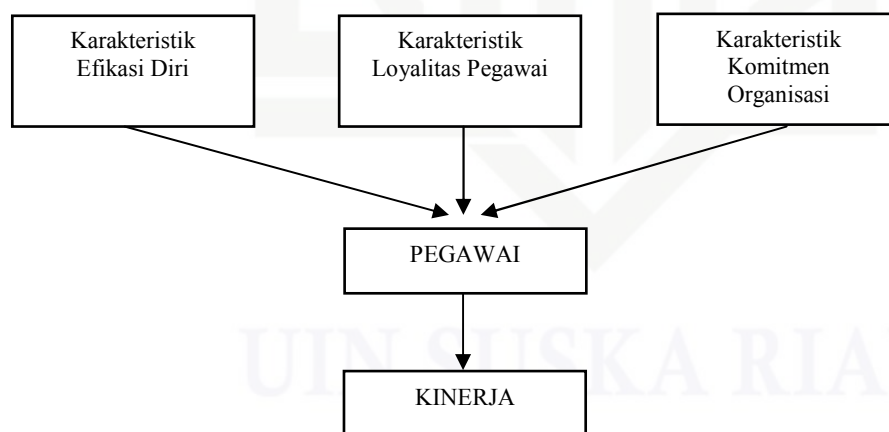 Karakteristik
Efikasi Diri
Karakteristik
Loyalitas Pegawai
Karakteristik
Komitmen
Organisasi
PEGAWAI
UIN SUSKA RIA
KINERJA